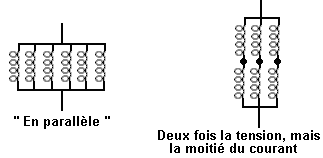 " En parallèle "
Deux fois la tension, mais
la moitié du courant